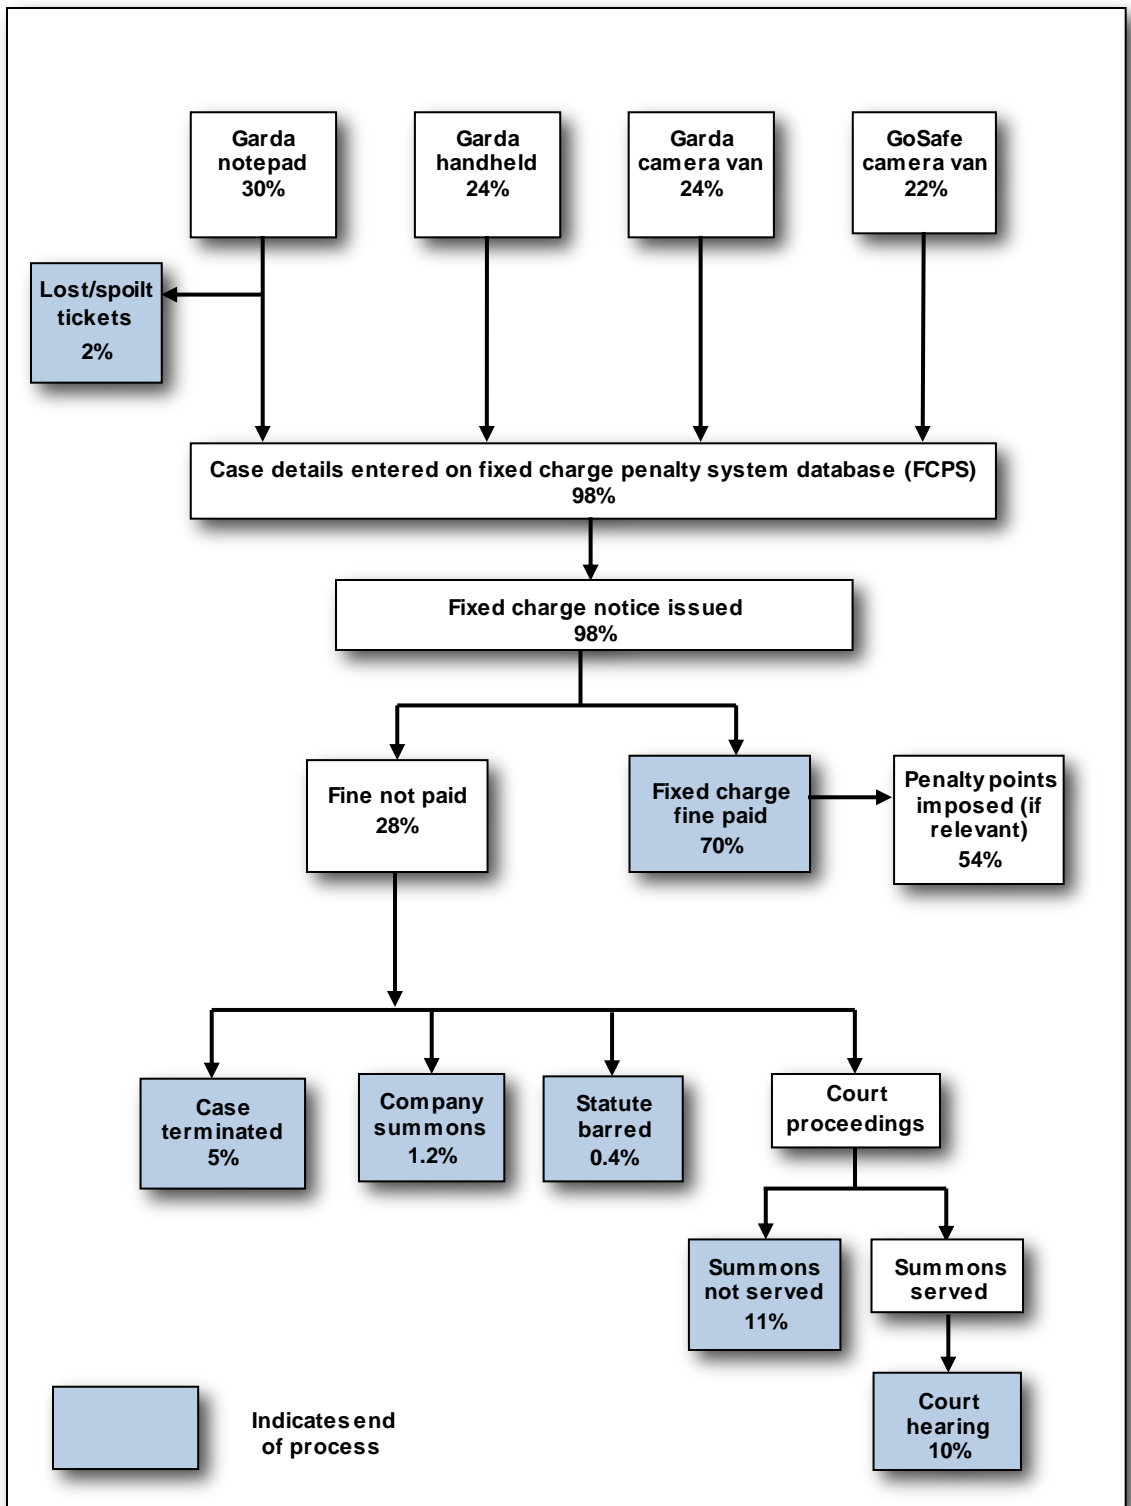 Garda
notepad
30%
Garda
handheld
24%
Garda
camera van
24%
GoSafe
camera van
22%
Lost/spoilt
tickets
2%
Case details entered on fixed charge penalty system database (FCPS)
98%
Fixed charge notice issued
98%
Fine not paid
28%
Fixed charge
fine paid
70%
Penalty points
imposed (if
relevant)
54%
Case
terminated
5%
Company
summons
1.2%
Statute
barred
0.4%
Court
proceedings
Summons
not served
11%
Summons
served
Court
hearing
10%
Indicates end
of process